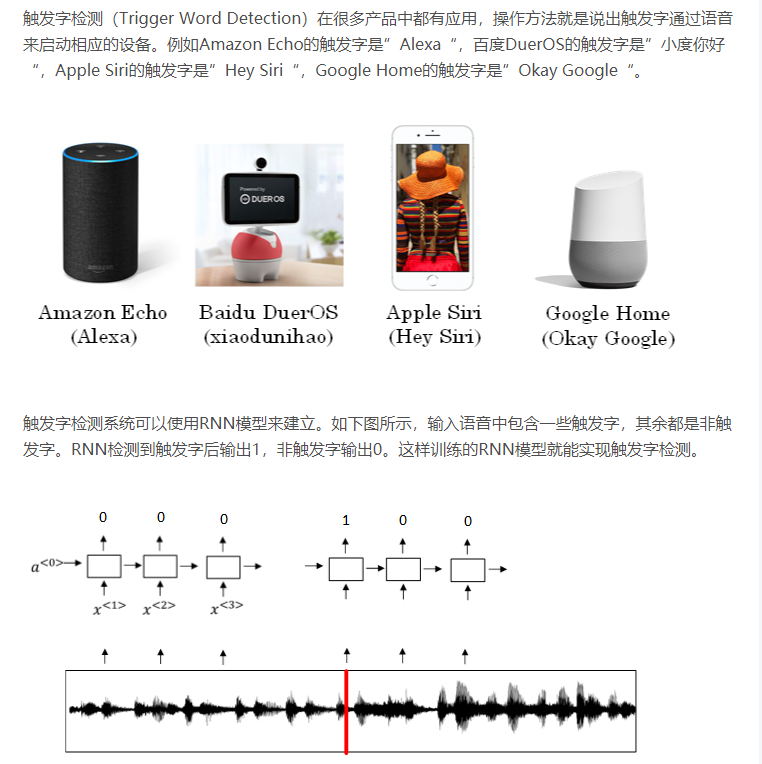 触发字检测（Trigger Word Detection）在很多产品中都有应用，操作方法就是说出触发字通过语音
来启动相应的设备。例如Amazon Echo的触发字是”Alexa“，百度DuerOS的触发字是”小度你好
“，Apple Siri的触发字是”Hey Siri“，Google Home的触发字是”Okay Google“。
Powered by
DUER OS
amazon
Amazon Echo
(Alexa)
Baidu DuerOS
(xiaodunihao)
Apple Siri
(Hey Siri)
Google Home
(Okay Google)
触发字检测系统可以使用RNN模型来建立。如下图所示，输入语音中包含一些触发字，其余都是非触
发字。RNN检测到触发字后输出1，非触发字输出0。这样训练的RNN模型就能实现触发字检测。
0 0 0 1 0 0
a<0>
x<1> x<2> x<3>